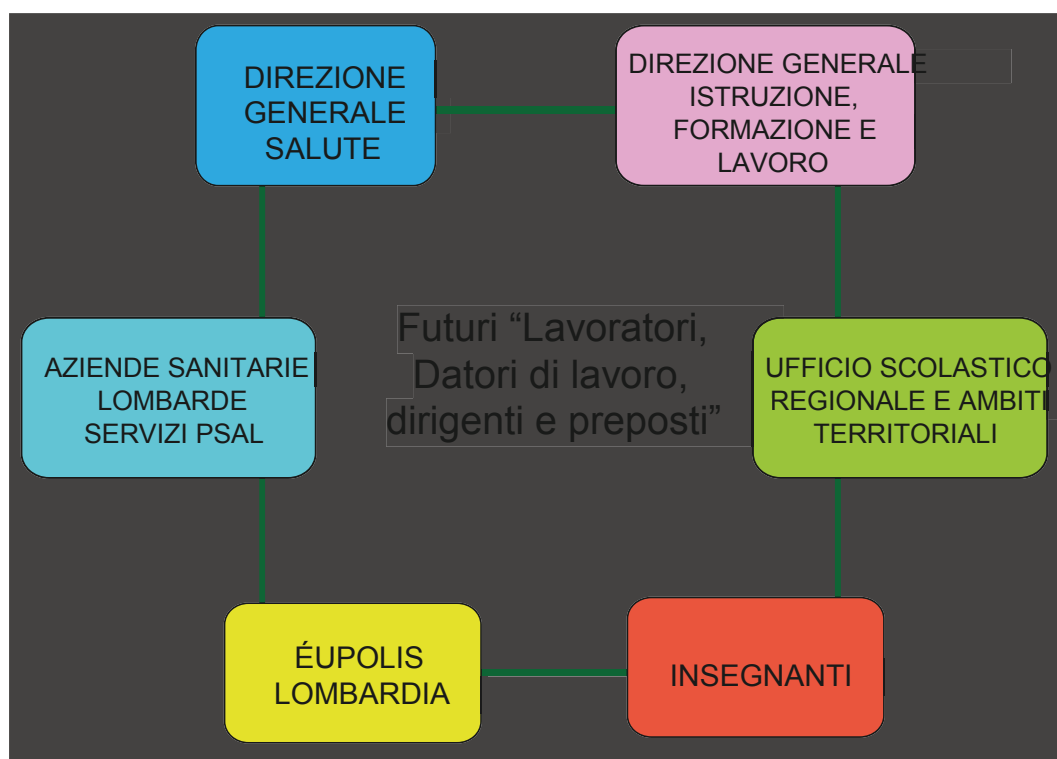 DIREZIONE
GENERALE
SALUTE
DIREZIONE GENERALE
ISTRUZIONE,
FORMAZIONE E
LAVORO
AZIENDE SANITARIE
LOMBARDE
SERVIZI PSAL
Futuri “Lavoratori,
Datori di lavoro,
dirigenti e preposti”
UFFICIO SCOLASTICO
REGIONALE E AMBITI
TERRITORIALI
ÉUPOLIS
LOMBARDIA
INSEGNANTI